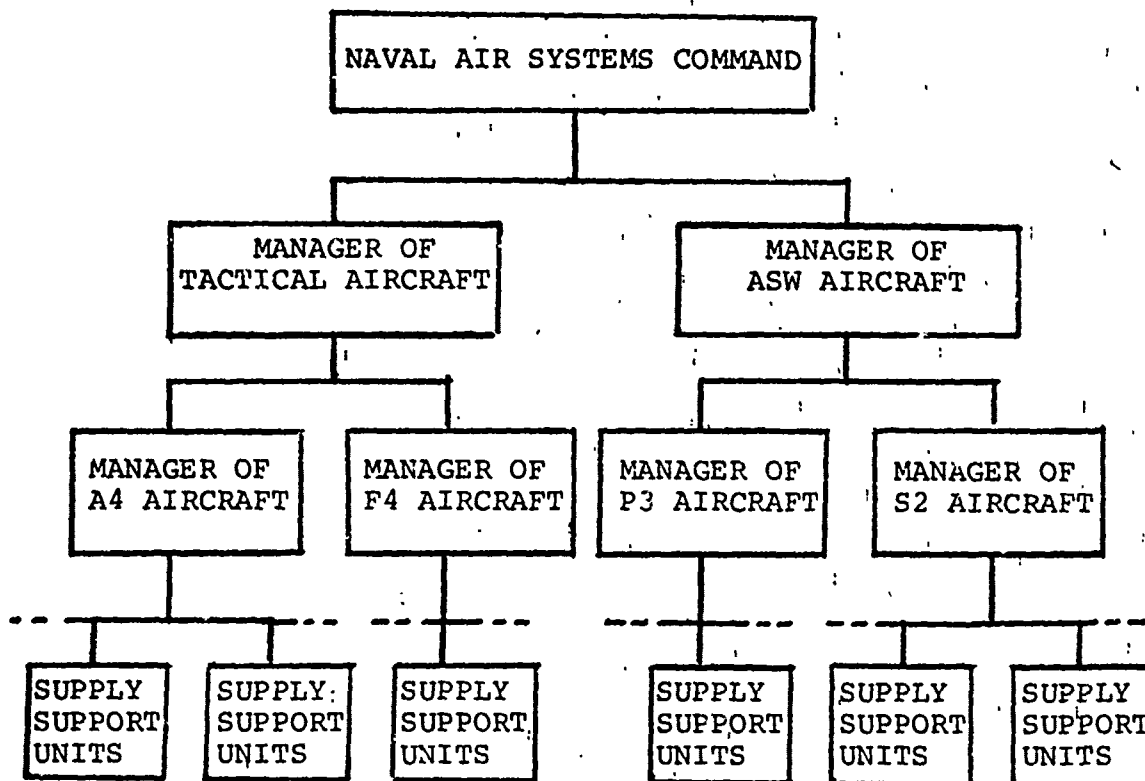 NAVAL AIR SYSTEMS COMMAND
MANAGER OF
TACTICAL AIRCRAFT
MANAGER OF
ASW AIRCRAFT
MANAGER OF
A4 AIRCRAFT
MANAGER OF
F4 AIRCRAFT
MANAGER OF
P3 AIRCRAFT
MANAGER OF
S2 AIRCRAFT
SUPPLY
SUPPORT
UNITS
SUPPLY
SUPPORT
UNITS
SUPPLY
SUPPORT
UNITS
SUPPLY
SUPPORT
UNITS
SUPPLY
SUPPORT
UNITS
SUPPLY
SUPPORT
UNITS